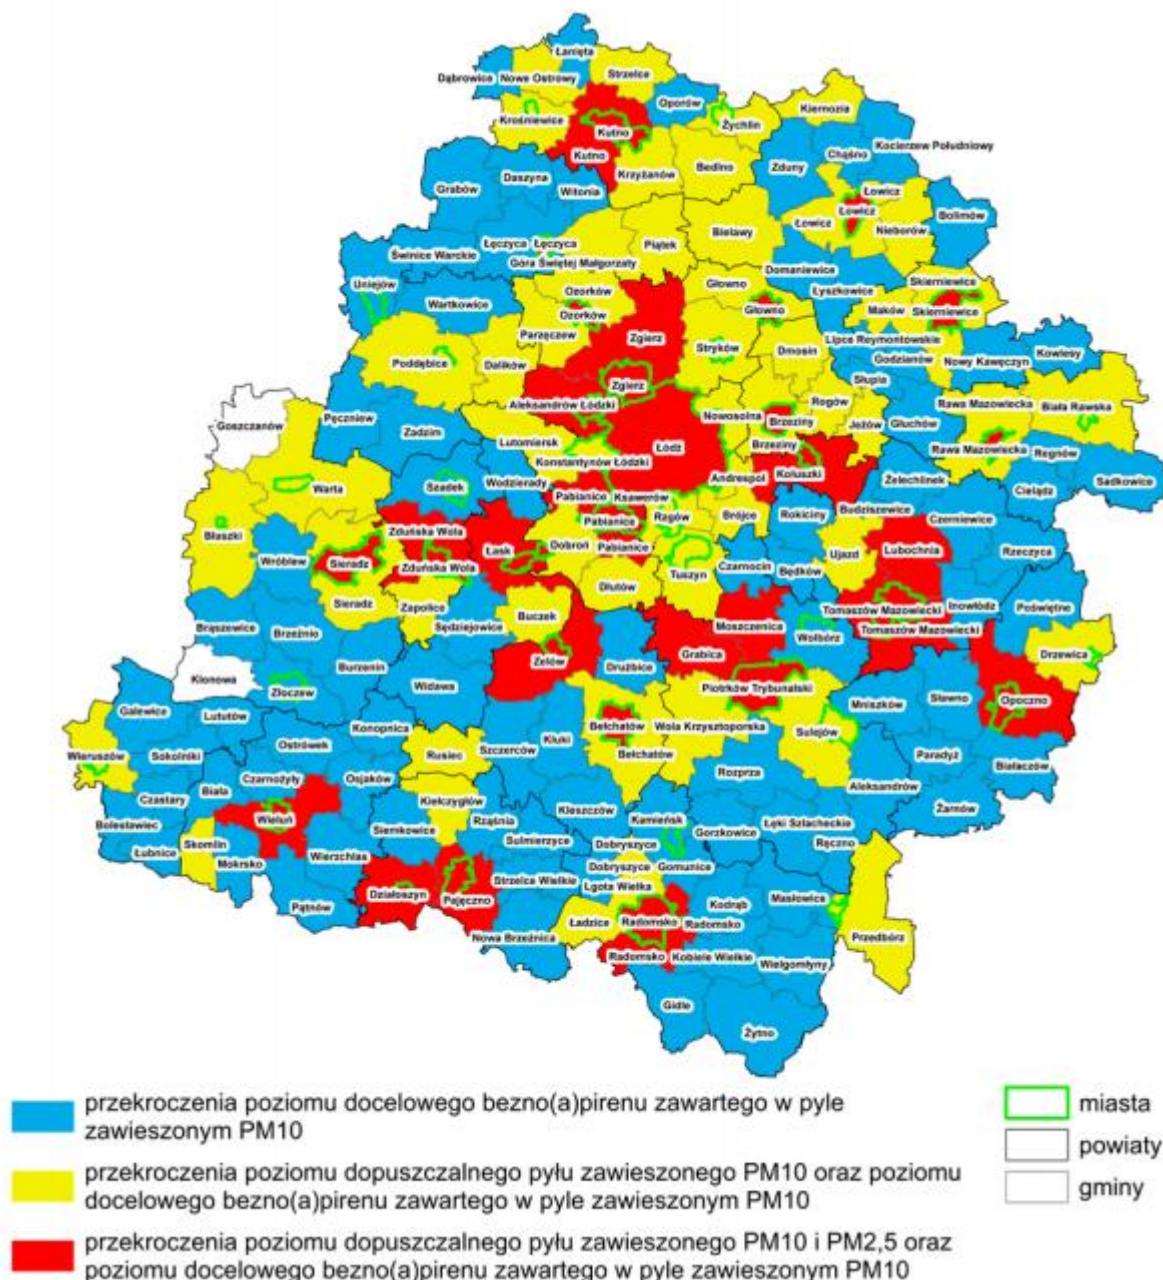 Łanięta
Dąbrowice Nowe Ostrowy Strzelce
Oporów Kiernozia
Krośniewice Żychlin
Kutno
Kocierzew Południowy
Kutno Chąśno
Krzyżanów Bedlno Zduny
Daszyna
Grabów Witonia Łowicz
Łowicz Bolimów
Łowicz Nieborów
Bielawy
Łęczyca Łęczyca Piątek
Świnice Warckie
Góra Świętej Małgorzaty
Domaniewice
Uniejów Ozorków Głowno Łyszkowice Skierniewice
Wartkowice
Ozorków Głowno Maków Skierniewice
Parzęczew Zgierz
Lipce Reymontowskie
Stryków Dmosin Godzianów Nowy Kawęczyn Kowiesy
Poddębice Dalików
Zgierz Słupia
Pęczniew Aleksandrów Łódzki Nowosolna Rogów Rawa Mazowiecka Biała Rawska
Goszczanów Brzeziny Jeżów Głuchów
Zadzim Lutomiersk Łódź Brzeziny Rawa Mazowiecka Regnów
Konstantynów Łódzki
Szadek Wodzierady Andrespol Koluszki Żelechlinek Sadkowice
Warta Cielądz
Pabianice Ksawerów
Pabianice Rzgów Brójce Rokiciny Budziszewice Czerniewice
Błaszki Zduńska Wola
Wróblew Sieradz Łask Dobroń Pabianice Ujazd Lubochnia Rzeczyca
Zduńska Wola Tuszyn Czarnocin Będków
Dłutów
Sieradz Zapolice Buczek Tomaszów Mazowiecki Inowłódz Poświętne
Brąszewice Brzeźnio Sędziejowice Moszczenica Wolbórz Tomaszów Mazowiecki
Grabica Drzewica
Burzenin Zelów Drużbice
Klonowa Widawa Piotrków Trybunalski
Złoczew Opoczno
Galewice Lututów Mniszków Sławno
Konopnica Bełchatów Wola Krzysztoporska Sulejów
Wieruszów Sokolniki Ostrówek Rusiec Szczerców Kluki Bełchatów Paradyż
Rozprza Białaczów
Czarnożyły Osjaków Aleksandrów
Biała Kiełczygłów Kleszczów Żarnów
Czastary Rząśnia Kamieńsk
Bolesławiec Wieluń Siemkowice Gorzkowice Łęki Szlacheckie
Sulmierzyce Ręczno
Łubnice Skomlin Wierzchlas Dobryszyce
Mokrsko Dobryszyce Gomunice
Strzelce Wielkie
Działoszyn Pajęczno Lgota Wielka Kodrąb Masłowice
Pątnów
Ładzice Radomsko Radomsko
Nowa Brzeźnica Przedbórz
Radomsko Kobiele Wielkie
Wielgomłyny
Gidle
Żytno
przekroczenia poziomu docelowego bezno(a)pirenu zawartego w pyle
zawieszonym PM10
przekroczenia poziomu dopuszczalnego pyłu zawieszonego PM10 oraz poziomu
docelowego bezno(a)pirenu zawartego w pyle zawieszonym PM10
przekroczenia poziomu dopuszczalnego pyłu zawieszonego PM10 i PM2,5 oraz
poziomu docelowego bezno(a)pirenu zawartego w pyle zawieszonym PM10
miasta
powiaty
gminy